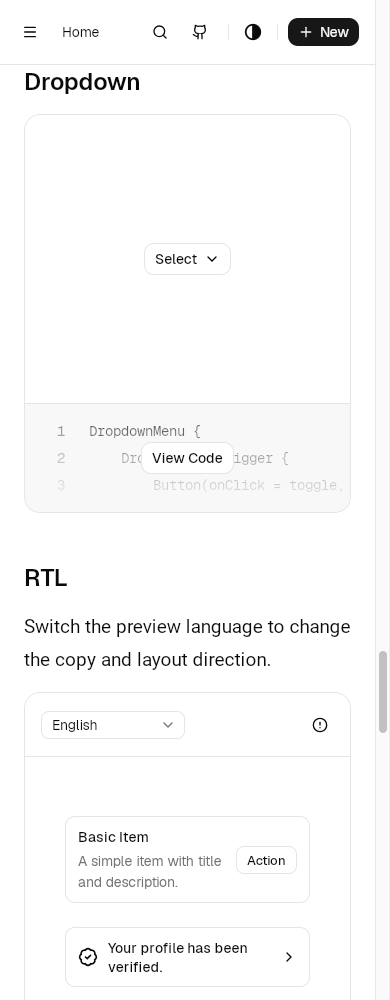 Home
New
Dropdown
Select
1 DropdownMenu {
2 Dro
View Code
igger {
3 Button(onClick = toggle,
RTL
Switch the preview language to change
the copy and layout direction.
English
Basic Item
A simple item with title
and description.
Action
Your profile has been
verified.